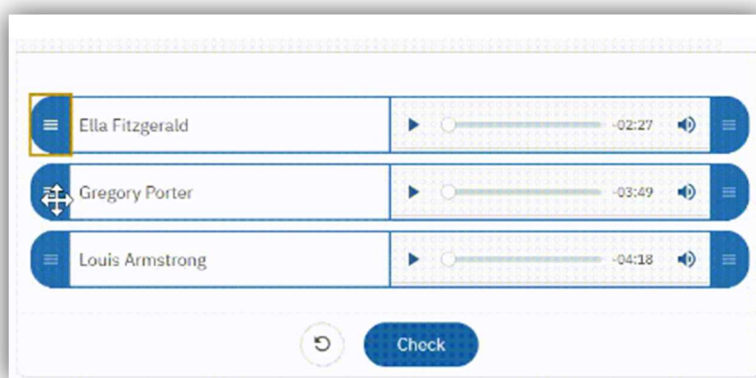 Ella Fitzgerald -02:27
Gregory Porter -03:49
Louis Armstrong -04:18
Check